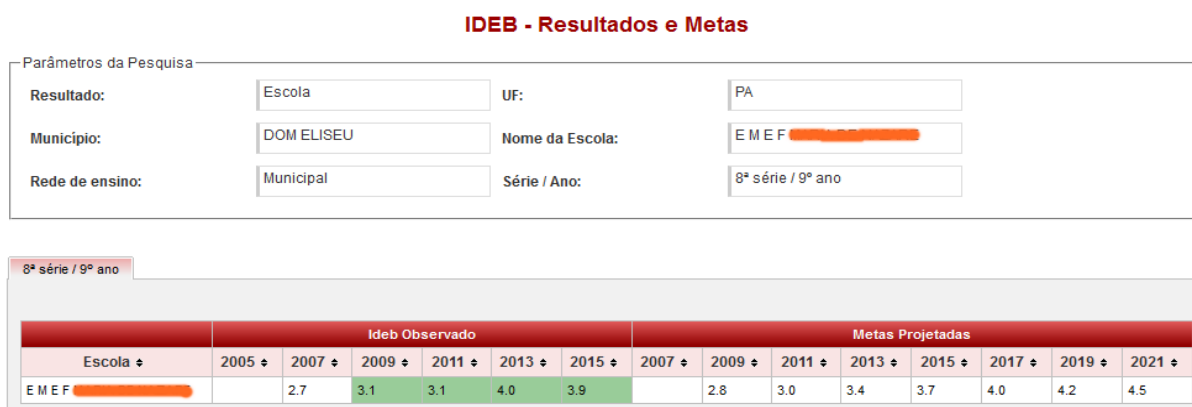 IDEB - Resultados e Metas
Parâmetros da Pesquisa
Resultado: Escola UF: PA
Município: DOM ELISEU Nome da Escola: E M E F
Rede de ensino: Municipal Série / Ano: 8ª série / 9º ano
8ª série / 9º ano
Ideb Observado Metas Projetadas
Escola 2005 2007 2009 2011 2013 2015 2007 2009 2011 2013 2015 2017 2019 2021
E M E F 2.7 3.1 3.1 4.0 3.9 2.8 3.0 3.4 3.7 4.0 4.2 4.5